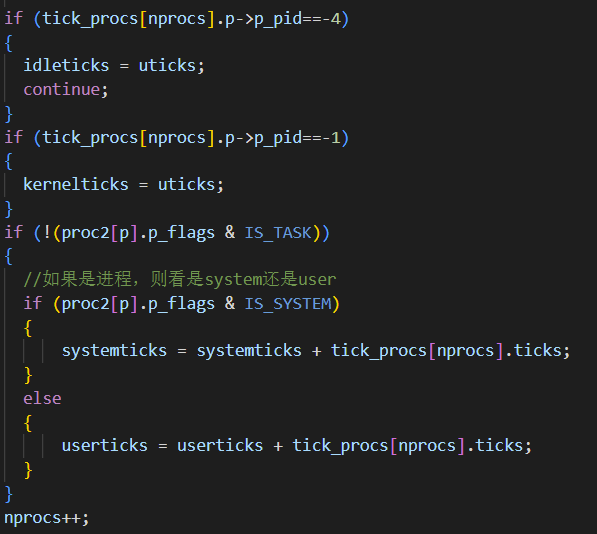 if (tick_procs[nprocs].p->p_pid==-4)
{
idleticks = uticks;
continue;
}
if (tick_procs[nprocs].p->p_pid==-1)
{
kernelticks = uticks;
}
if (!(proc2[p].p_flags & IS_TASK))
{
//如果是进程，则看是system还是user
if (proc2[p].p_flags & IS_SYSTEM)
{
systemticks = systemticks + tick_procs[nprocs].ticks;
}
else
{
userticks = userticks + tick_procs[nprocs].ticks;
}
}
nprocs++;